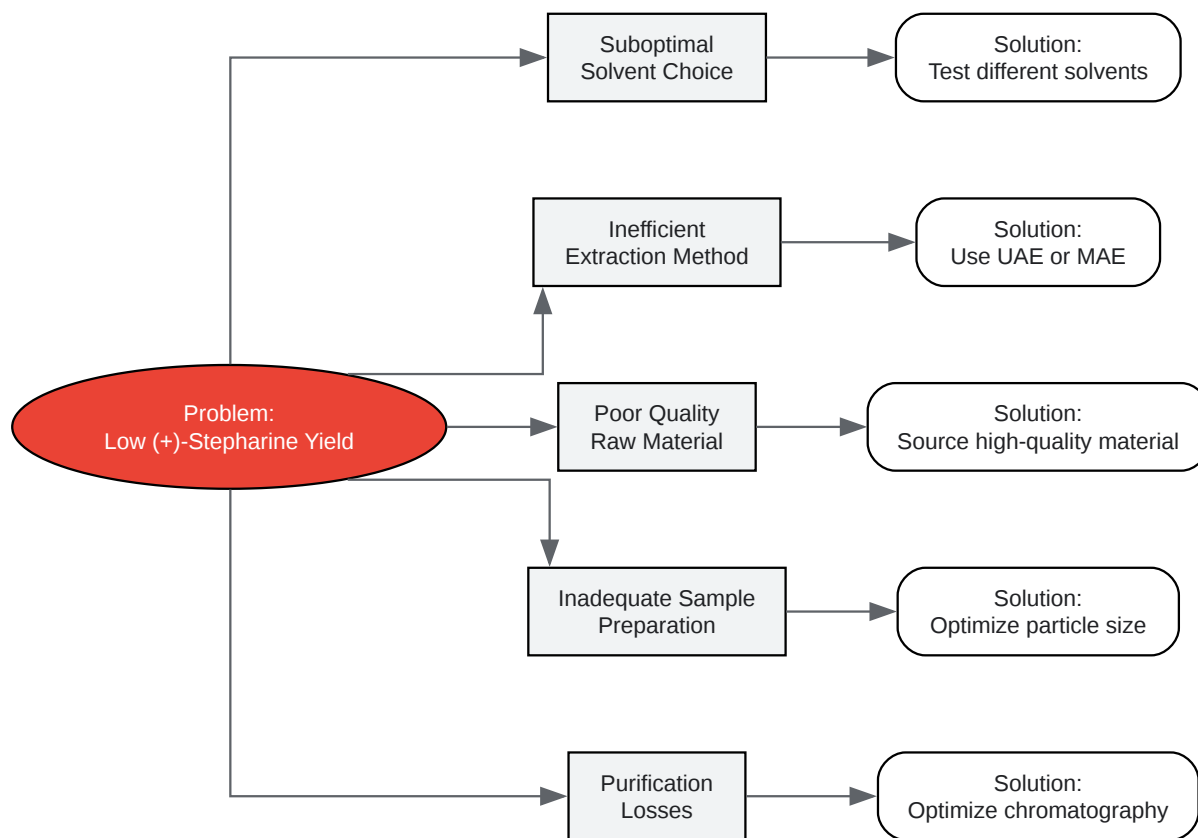 Suboptimal
Solvent Choice
Solution:
Test different solvents
Inefficient
Extraction Method
Solution:
Use UAE or MAE
Problem:
Low (+)-Stepharine Yield
Poor Quality
Raw Material
Solution:
Source high-quality material
Inadequate Sample
Preparation
Solution:
Optimize particle size
Purification
Losses
Solution:
Optimize chromatography